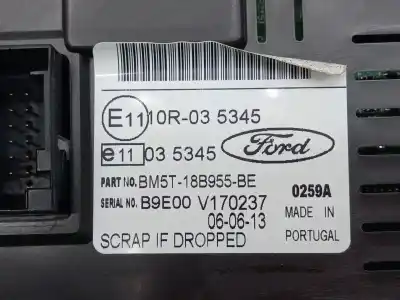 E11 10R-03 5345
e11 03 5345
Ford
PART NO. BM5T-18B955-BE
0259A
SERIAL NO. B9E00 V170237
06-06-13
MADE IN
PORTUGAL
SCRAP IF DROPPED